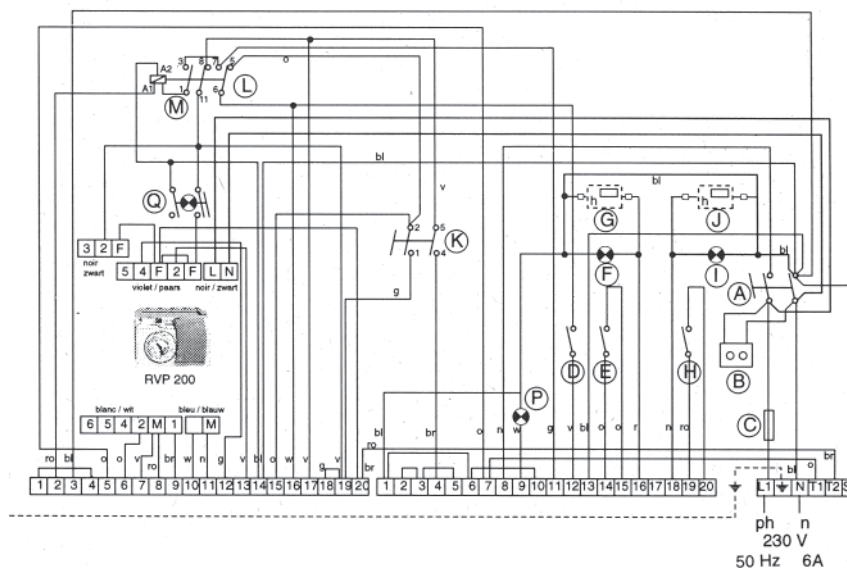 3 8 7 5
A2
A1 1 11 6
o
L
M
bl
bl
v
Q
h h
G J
2 5
K
1 4
3 2 F
noir
zwart
5 4 F 2 F L N
violet / paars noir / zwart
F I bl
A
g
RVP 200
D E H
B
blanc / wit bleu / blauw
6 5 4 2 M 1 M
P
C
ro bl ro o o v ro br w n g v bl o w v g v ro br
bl br o n w g v bl o o r n ro
bl o br
1 2 3 4 5 6 7 8 9 10 11 12 13 14 15 16 17 18 19 20
1 2 3 4 5 6 7 8 9 10 11 12 13 14 15 16 17 18 19 20
L1 N T1 T2 S
ph n
230 V
50 Hz 6A